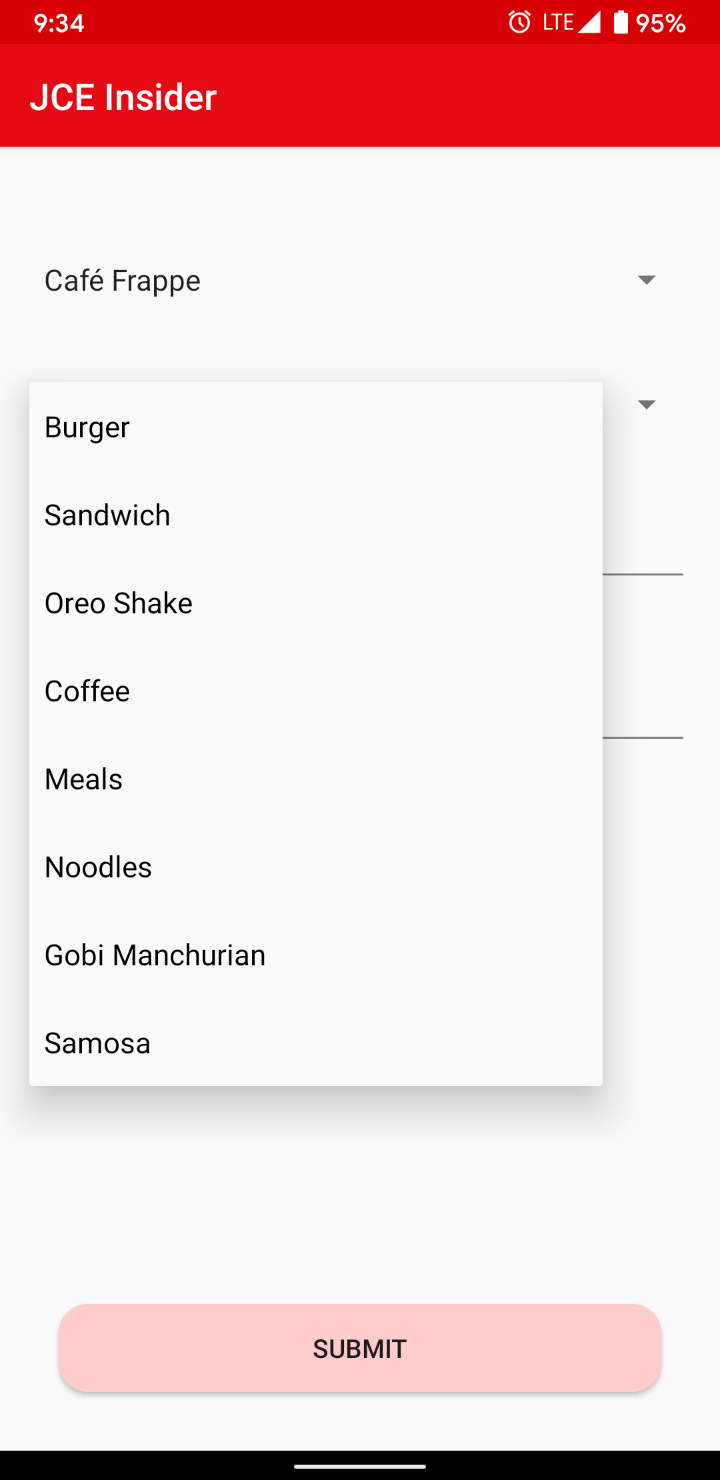 9:34 LTE 95%
JCE Insider
Café Frappe
Burger
Sandwich
Oreo Shake
Coffee
Meals
Noodles
Gobi Manchurian
Samosa
SUBMIT